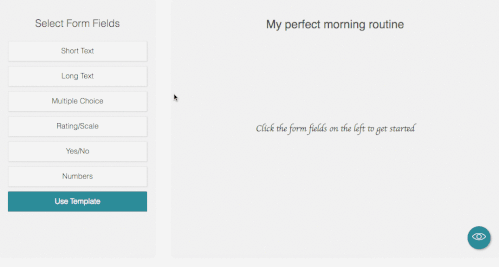 Select Form Fields
Short Text
Long Text
Multiple Choice
Rating/Scale
Yes/No
Numbers
Use Template
My perfect morning routine
Click the form fields on the left to get started